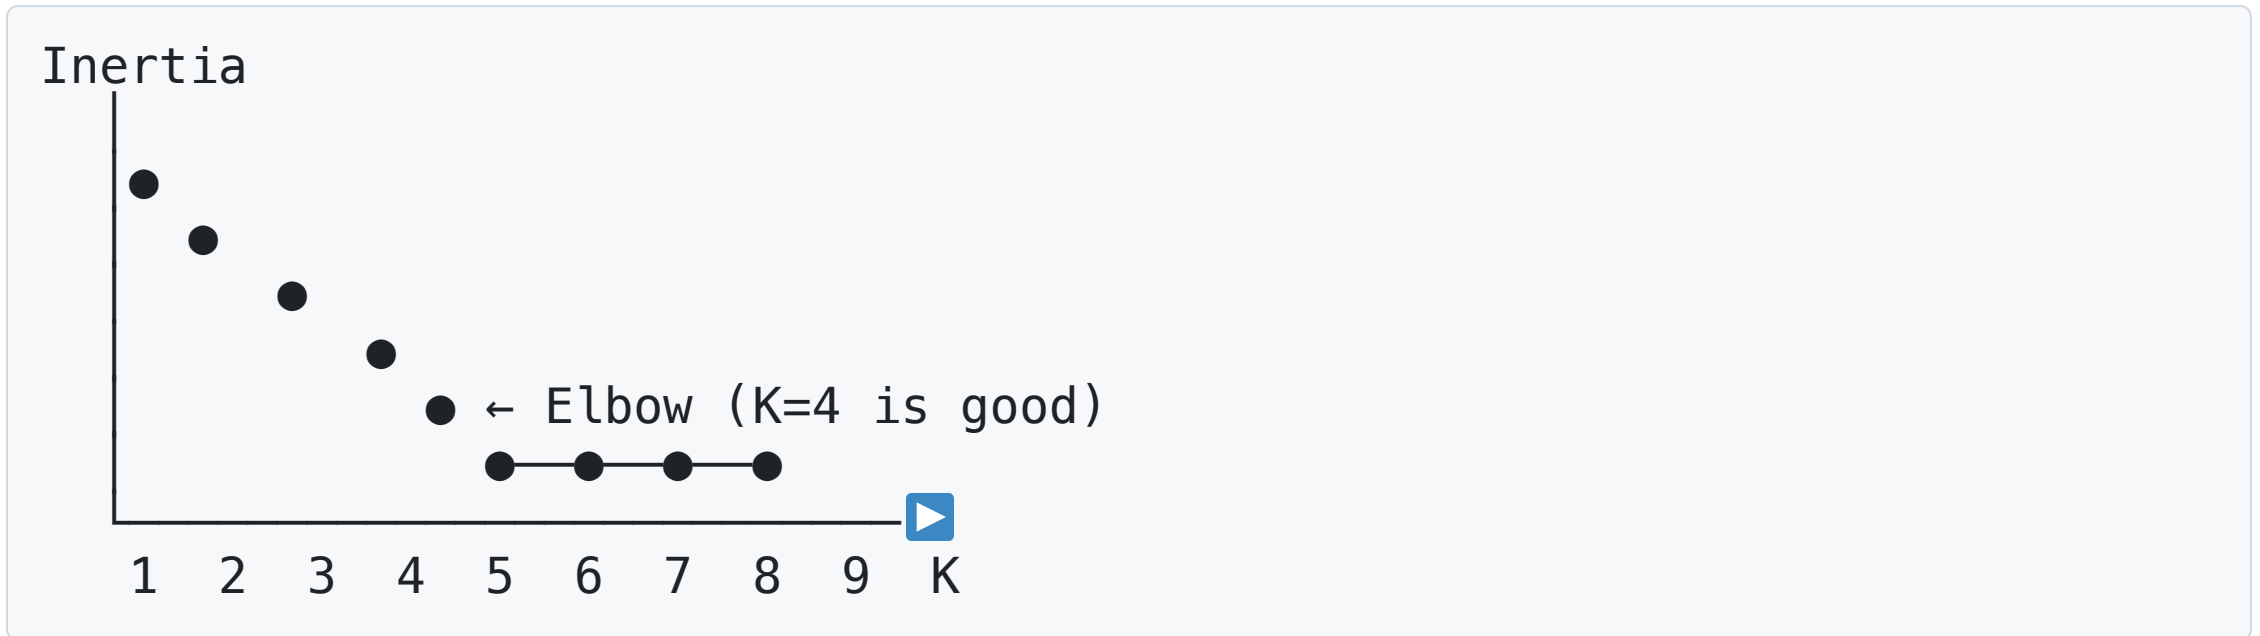 Inertia
← Elbow (K=4 is good)
1 2 3 4 5 6 7 8 9 K